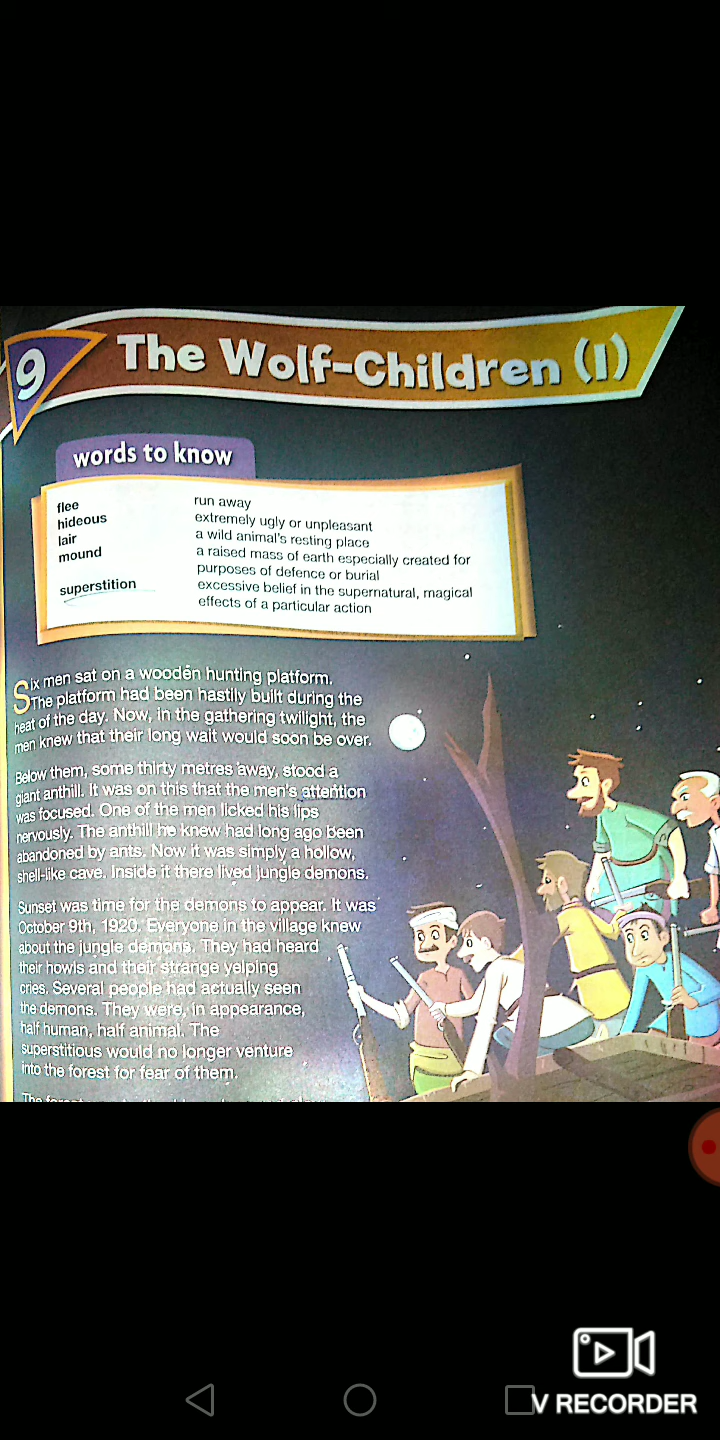 9
The Wolf-Children (I)
words to know
flee run away
hideous extremely ugly or unpleasant
lair a wild animal's resting place
mound a raised mass of earth especially created for
purposes of defence or burial
superstition excessive belief in the supernatural, magical
effects of a particular action
Six men sat on a wooden hunting platform.
The platform had been hastily built during the
heat of the day. Now, in the gathering twilight, the
men knew that their long wait would soon be over.
Below them, some thirty metres away, stood a
giant anthill. It was on this that the men's attention
was focused. One of the men licked his lips
nervously. The anthill he knew had long ago been
abandoned by ants. Now it was simply a hollow,
shell-like cave. Inside it there lived jungle demons.
Sunset was time for the demons to appear. It was
October 9th, 1920. Everyone in the village knew
about the jungle demons. They had heard
their howls and their strange yelping
cries. Several people had actually seen
the demons. They were, in appearance,
half human, half animal. The
superstitious would no longer venture
into the forest for fear of them.
The
V RECORDER